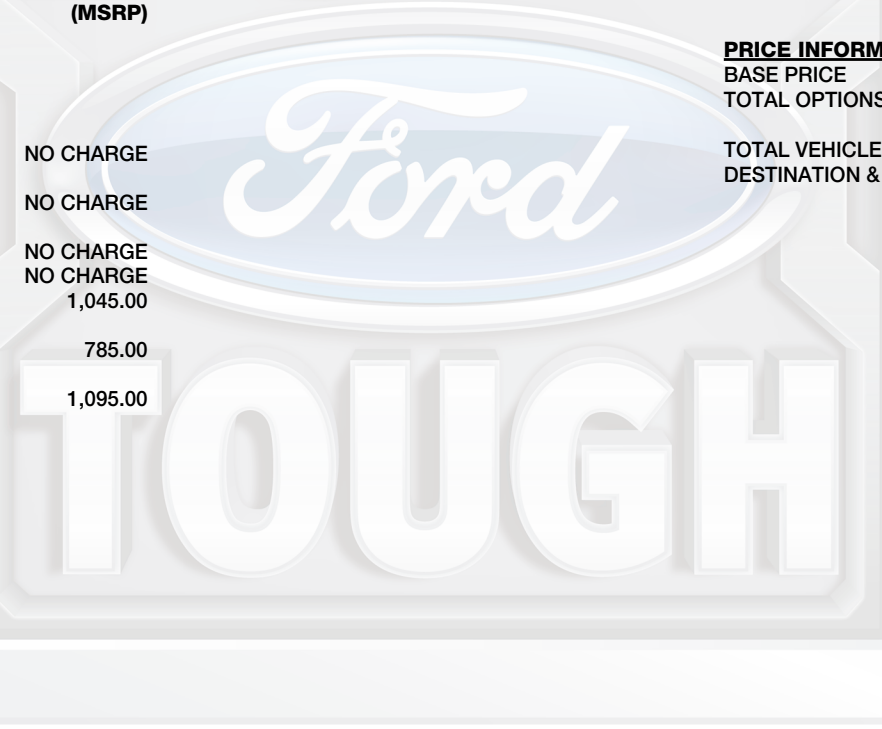 (MSRP)
NO CHARGE
NO CHARGE
NO CHARGE
NO CHARGE
1,045.00
785.00
1,095.00
PRICE INFORM
BASE PRICE
TOTAL OPTIONS
TOTAL VEHICLE
DESTINATION &
Ford
TOUGH